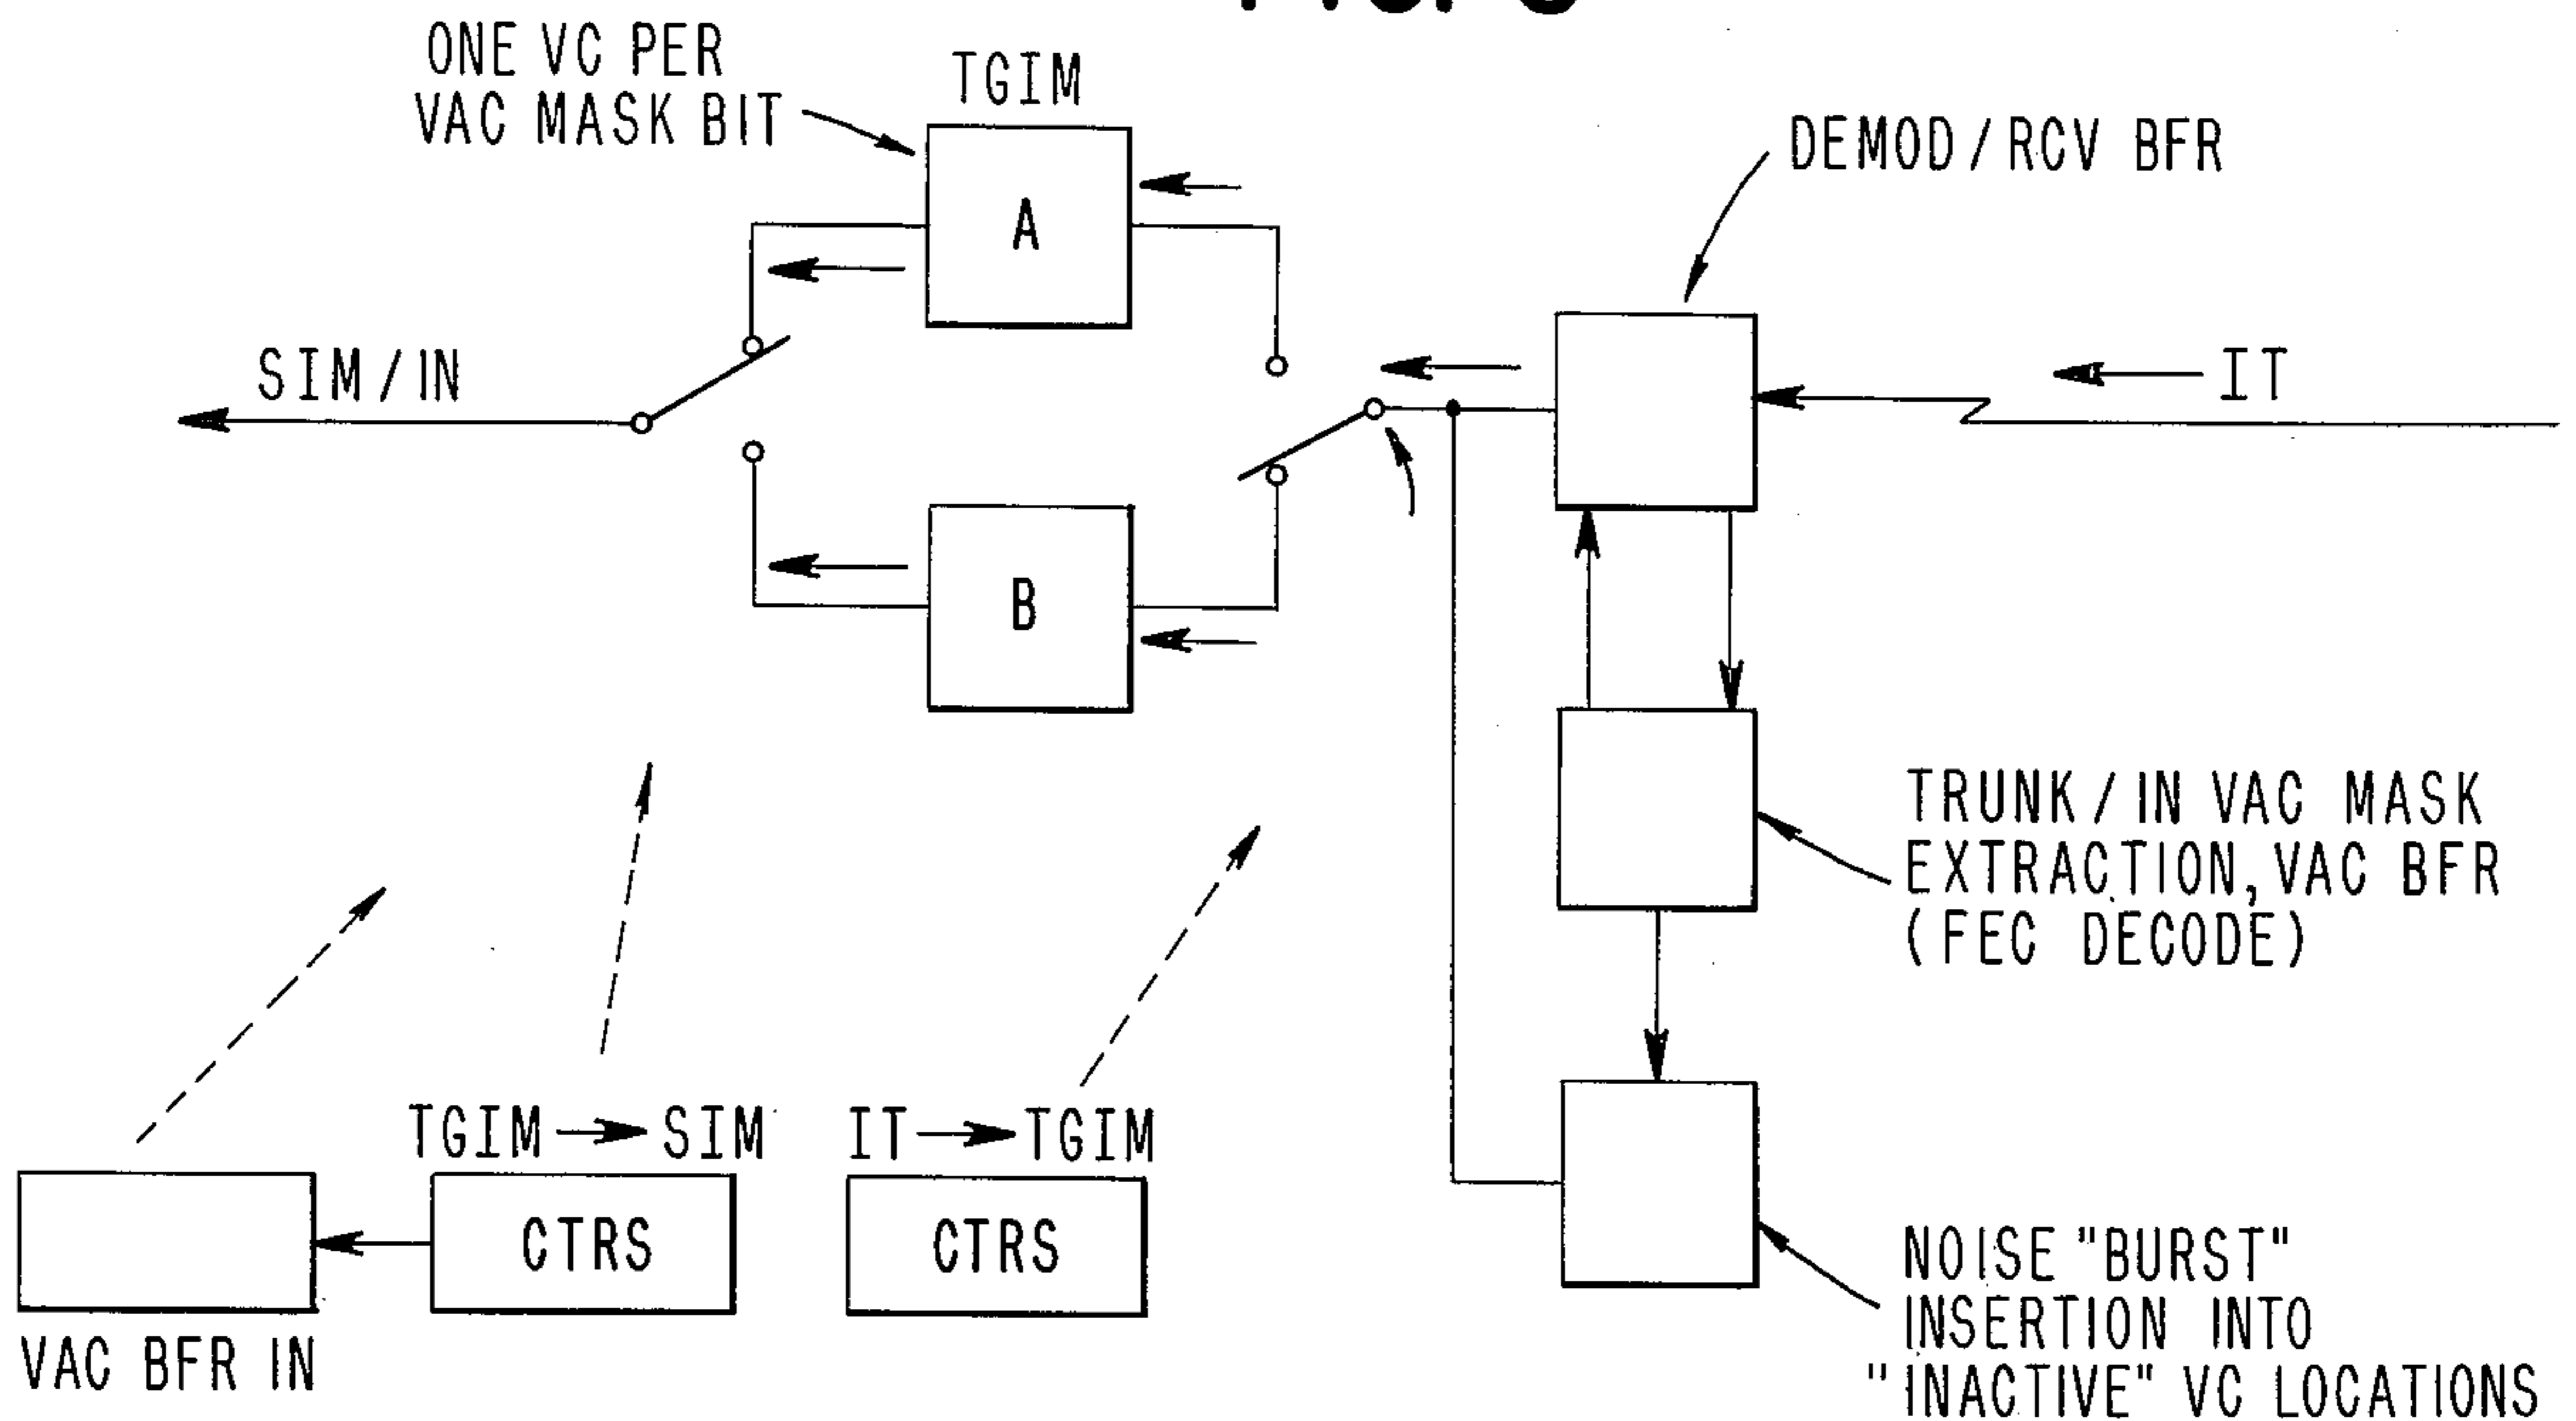 ONE VC PER
VAC MASK BIT
TGIM
DEMOD/RCV BFR
A
SIM/IN
IT
B
TRUNK/IN VAC MASK
EXTRACTION, VAC BFR
(FEC DECODE)
TGIM → SIM
IT → TGIM
CTRS
CTRS
VAC BFR IN
NOISE "BURST"
INSERTION INTO
"INACTIVE" VC LOCATIONS